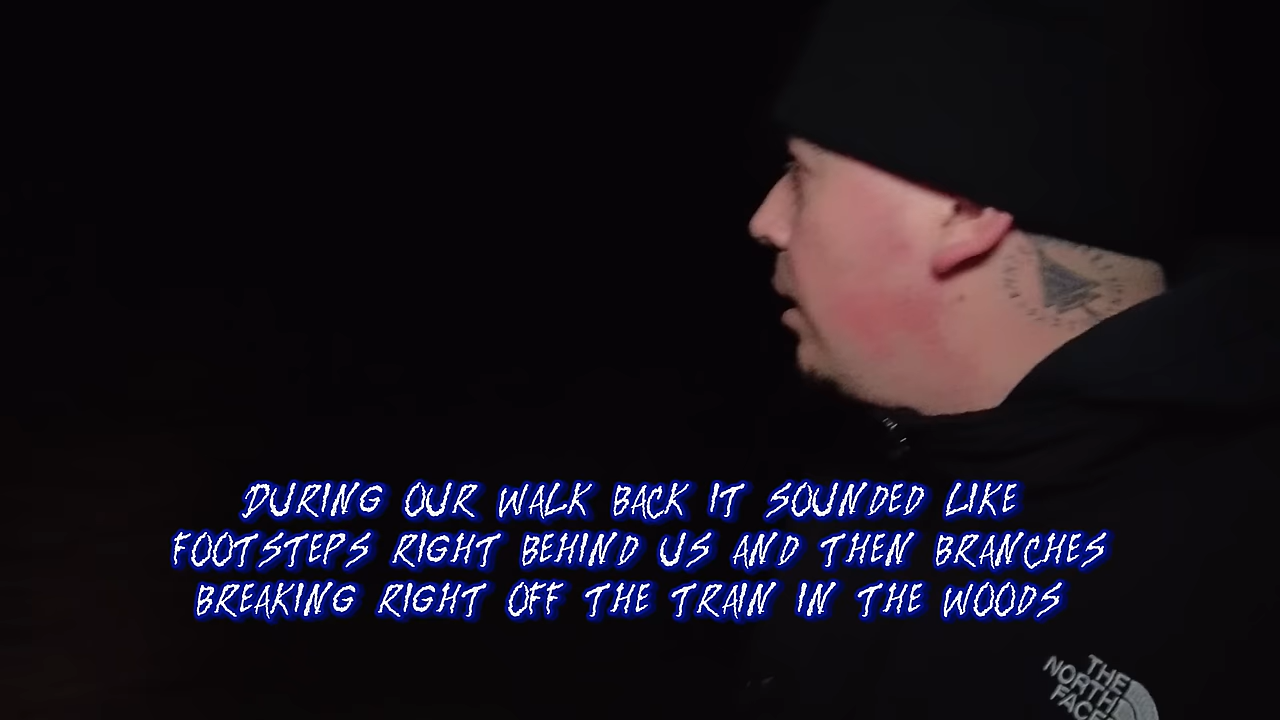 DURING OUR WALK BACK IT SOUNDED LIKE
FOOTSTEPS RIGHT BEHIND US AND THEN BRANCHES
BREAKING RIGHT OFF THE TRAIN IN THE WOODS
THE
NORTH
FACE